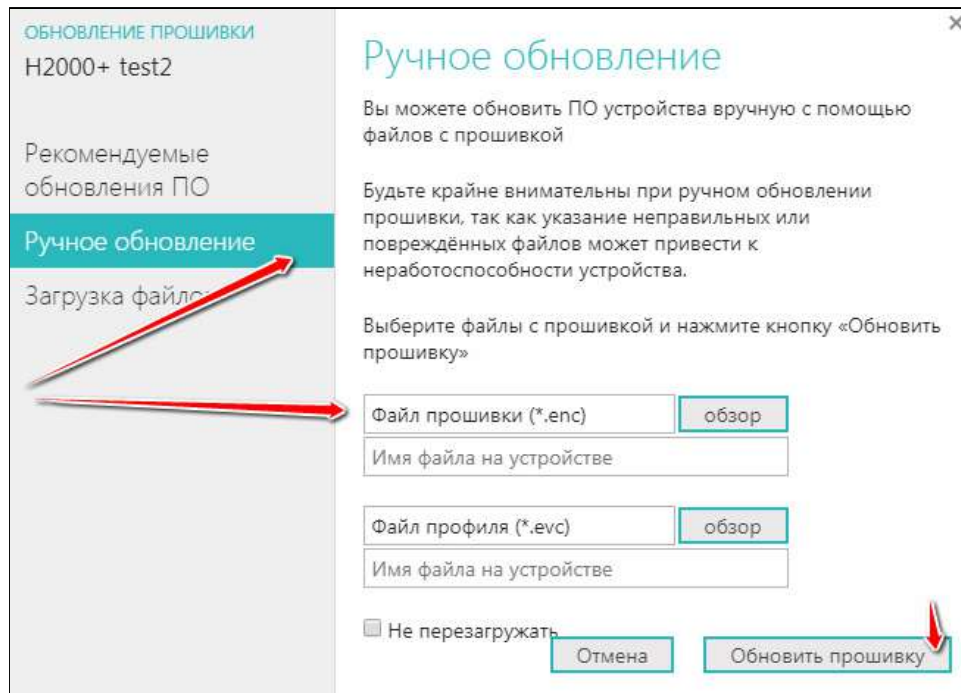 ОБНОВЛЕНИЕ ПРОШИВКИ
H2000+ test2
Рекомендуемые
обновления ПО
Ручное обновление
Загрузка файлов
×
Ручное обновление
Вы можете обновить ПО устройства вручную с помощью
файлов с прошивкой
Будьте крайне внимательны при ручном обновлении
прошивки, так как указание неправильных или
повреждённых файлов может привести к
неработоспособности устройства.
Выберите файлы с прошивкой и нажмите кнопку «Обновить
прошивку»
Файл прошивки (*.enc) обзор
Имя файла на устройстве
Файл профиля (*.evc) обзор
Имя файла на устройстве
Не перезагружать
Отмена Обновить прошивку